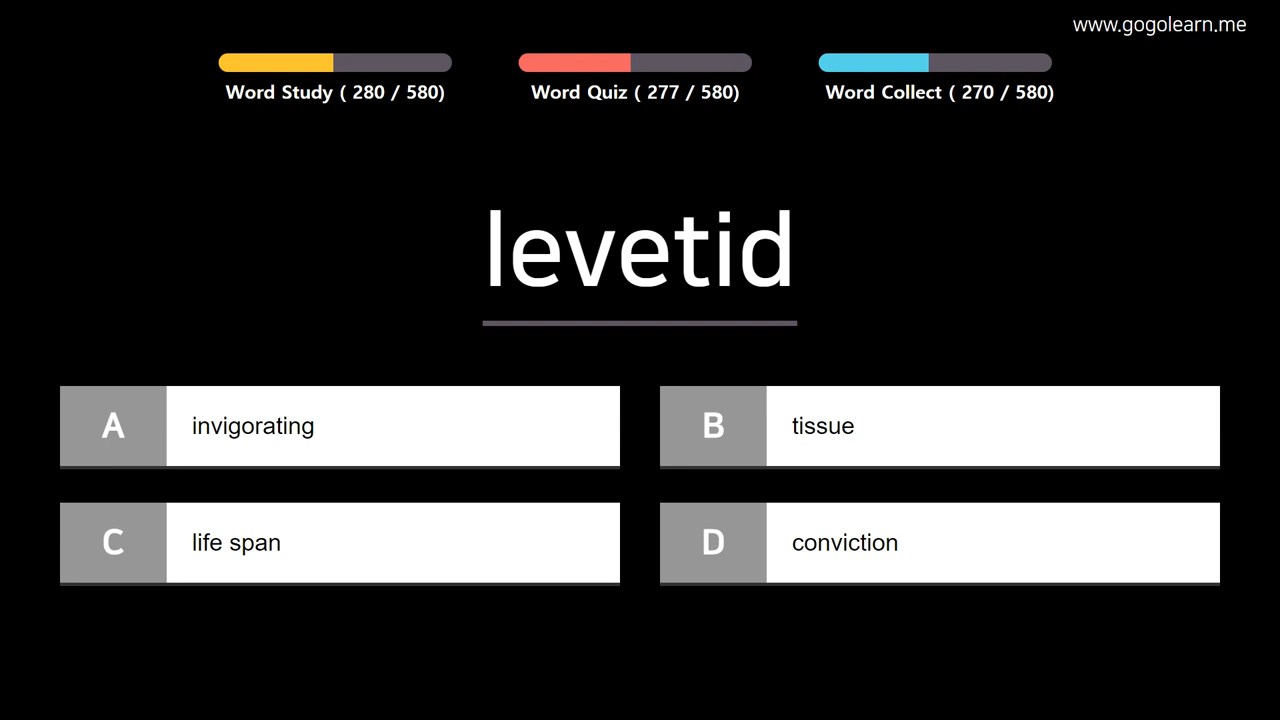 www.gogolearn.me
Word Study ( 280 / 580)
Word Quiz ( 277 / 580)
Word Collect ( 270 / 580)
levetid
A invigorating
B tissue
C life span
D conviction